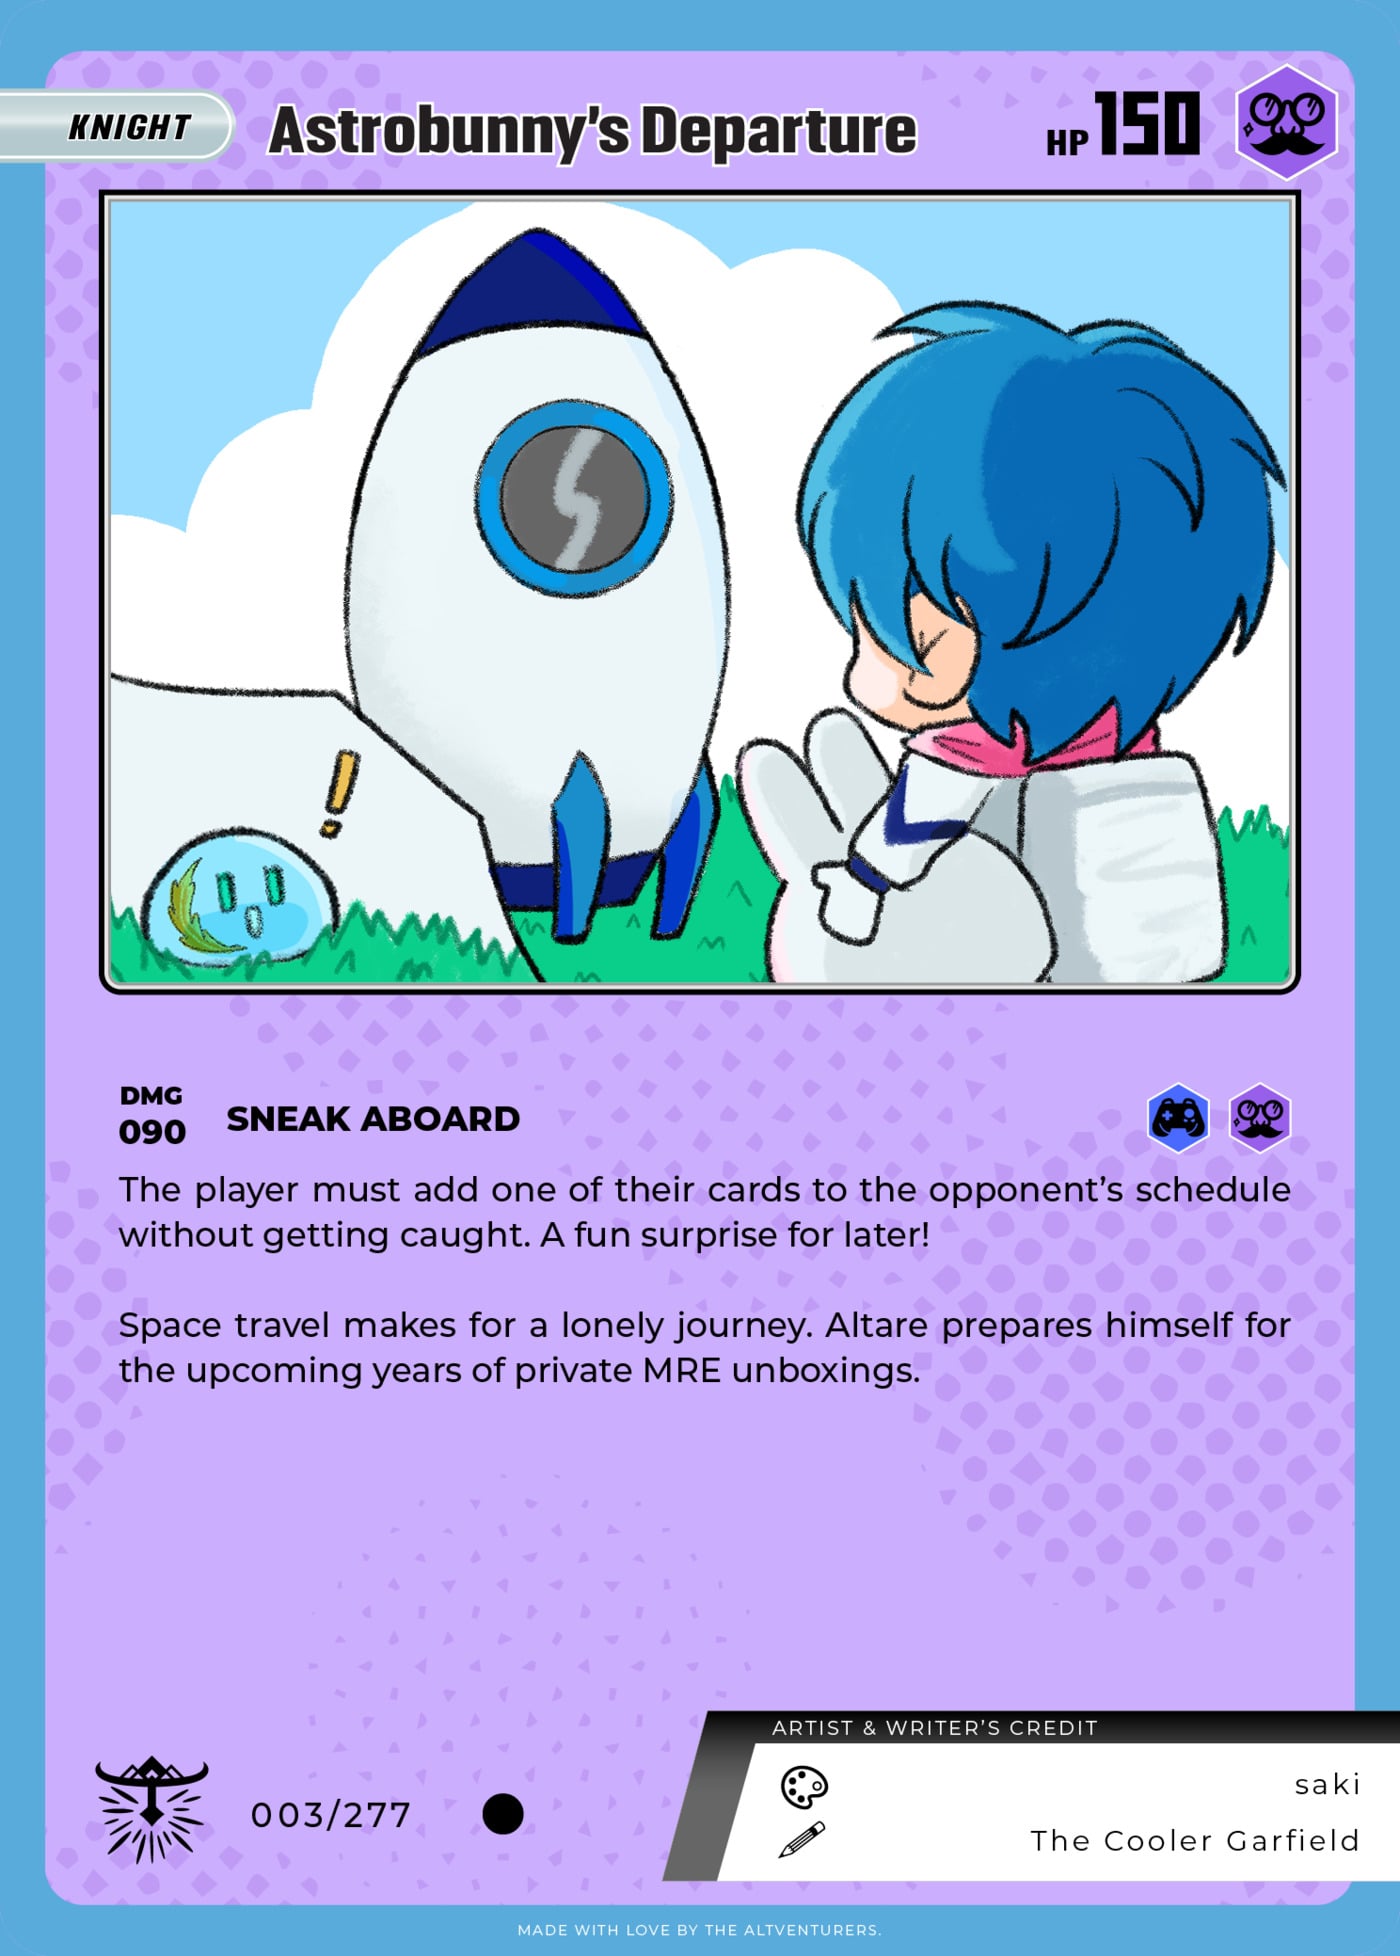 KNIGHT
Astrobunny's Departure
HP 150
!
DMG
090
SNEAK ABOARD
The player must add one of their cards to the opponent's schedule
without getting caught. A fun surprise for later!
Space travel makes for a lonely journey. Altare prepares himself for
the upcoming years of private MRE unboxings.
003/277
ARTIST & WRITER'S CREDIT
saki
The Cooler Garfield
MADE WITH LOVE BY THE ALTVENTURERS.